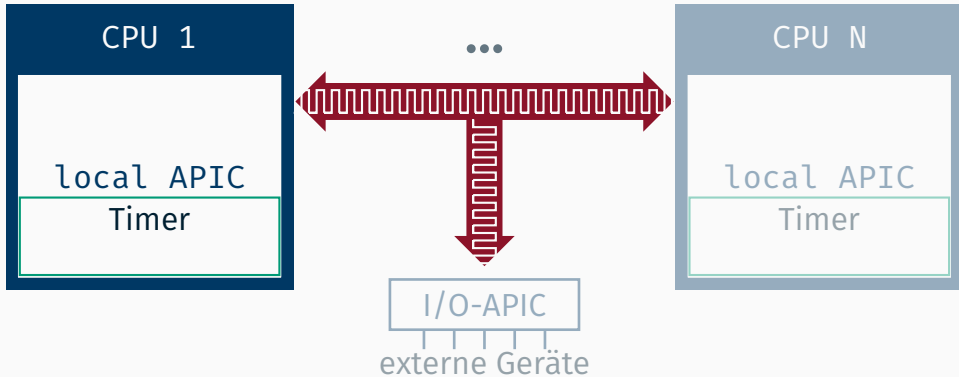 CPU 1
...
CPU N
local APIC
Timer
local APIC
Timer
I/O-APIC
externe Geräte